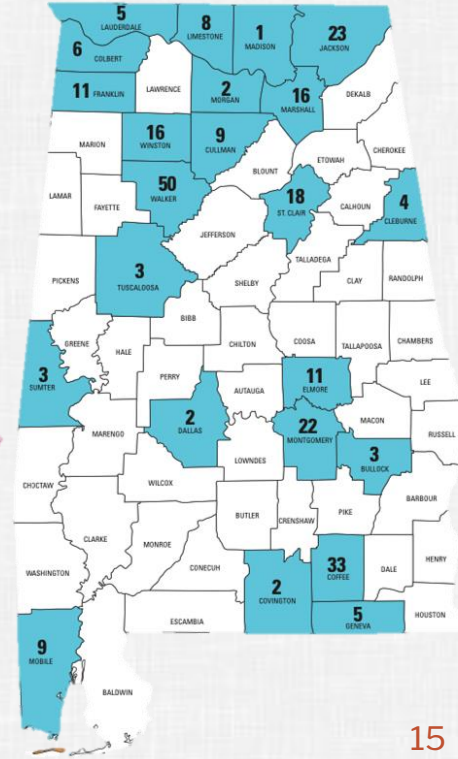 5
LAUDERDALE
8
LIMESTONE
1
MADISON
23
JACKSON
6
COLBERT
11 FRANKLIN
LAWRENCE
2
MORGAN
16
MARSHALL
DEKALB
MARION
16
WINSTON
9
CULLMAN
BLOUNT
ETOWAH
CHEROKEE
LAMAR
FAYETTE
50
WALKER
JEFFERSON
18
ST. CLAIR
CALHOUN
4
CLEBURNE
PICKENS
3
TUSCALOOSA
SHELBY
TALLADEGA
CLAY
RANDOLPH
BIBB
GREENE
HALE
CHILTON
COOSA
TALLAPOOSA
CHAMBERS
3
SUMTER
PERRY
AUTAUGA
11
ELMORE
LEE
MARENGO
2
DALLAS
LOWNDES
22
MONTGOMERY
MACON
3
BULLOCK
RUSSELL
CHOCTAW
WILCOX
BUTLER
CRENSHAW
PIKE
BARBOUR
CLARKE
MONROE
CONECUH
WASHINGTON
2
COVINGTON
33
COFFEE
DALE
HENRY
ESCAMBIA
5
GENEVA
HOUSTON
9
MOBILE
BALDWIN
15